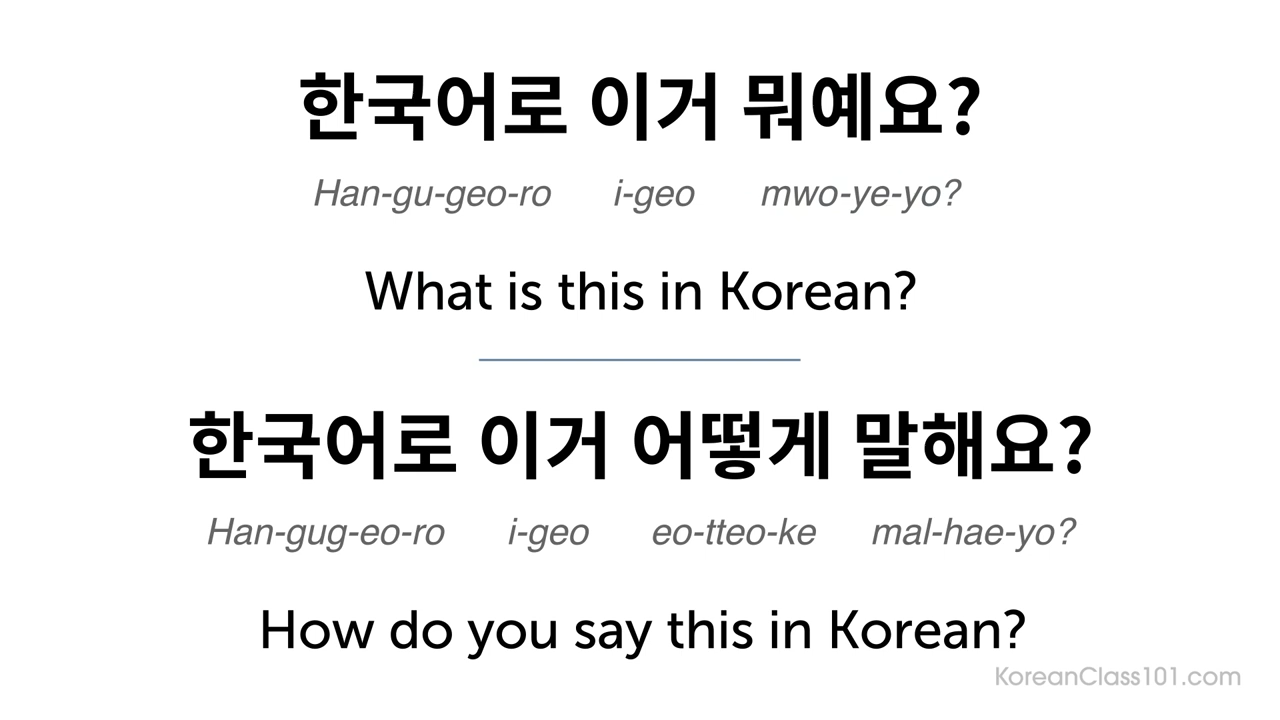 한국어로 이거 뭐예요?
Han-gu-geo-ro i-geo mwo-ye-yo?
What is this in Korean?
한국어로 이거 어떻게 말해요?
Han-gug-eo-ro i-geo eo-tteo-ke mal-hae-yo?
How do you say this in Korean?
KoreanClass101.com